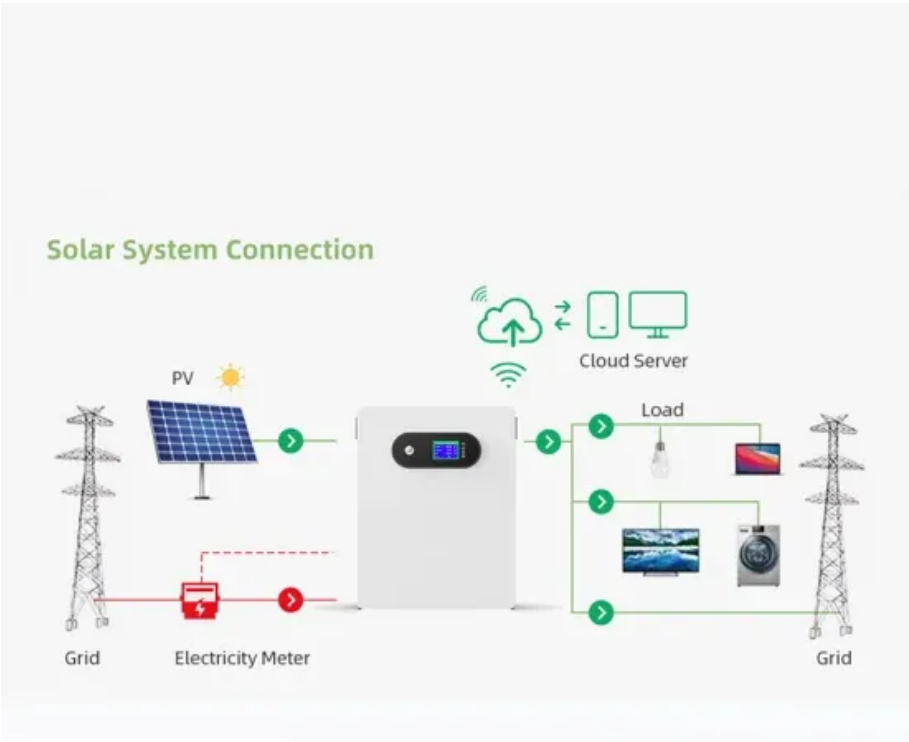 Solar System Connection
Cloud Server
PV
Load
Grid
Electricity Meter
Grid